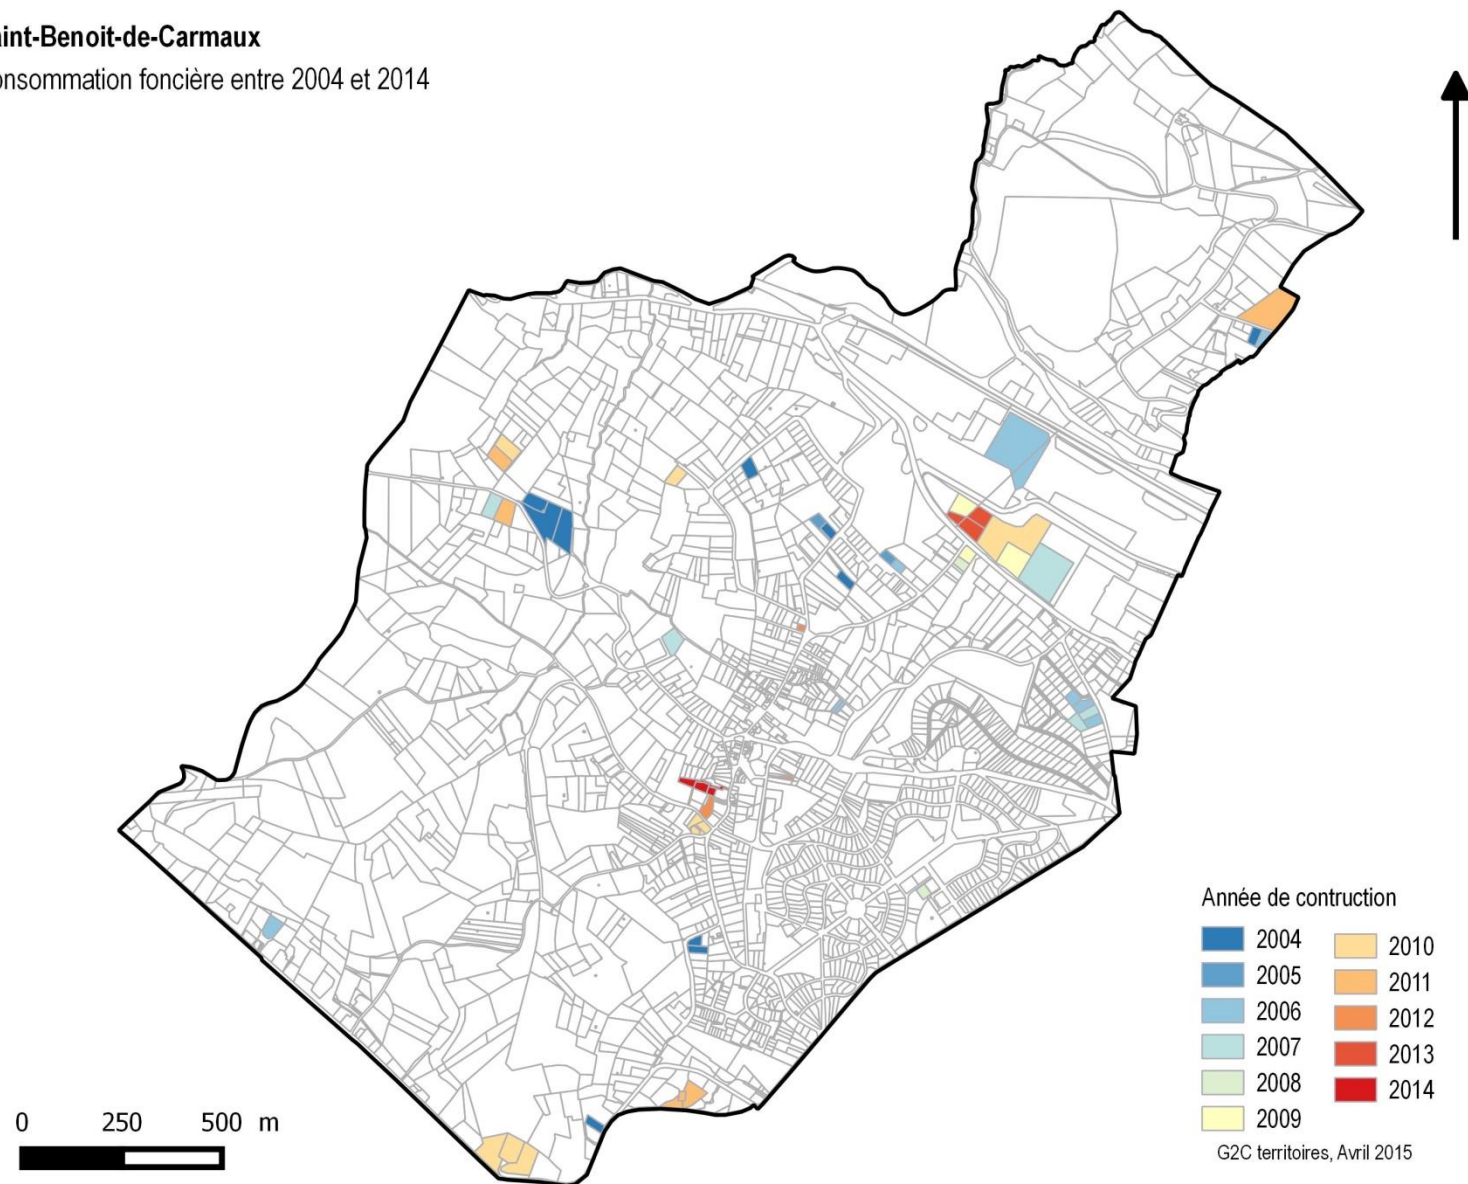 aint-Benoit-de-Carmaux
onsommation foncière entre 2004 et 2014
Année de contruction
2004
2005
2006
2007
2008
2009
2010
2011
2012
2013
2014
0 250 500 m
G2C territoires, Avril 2015